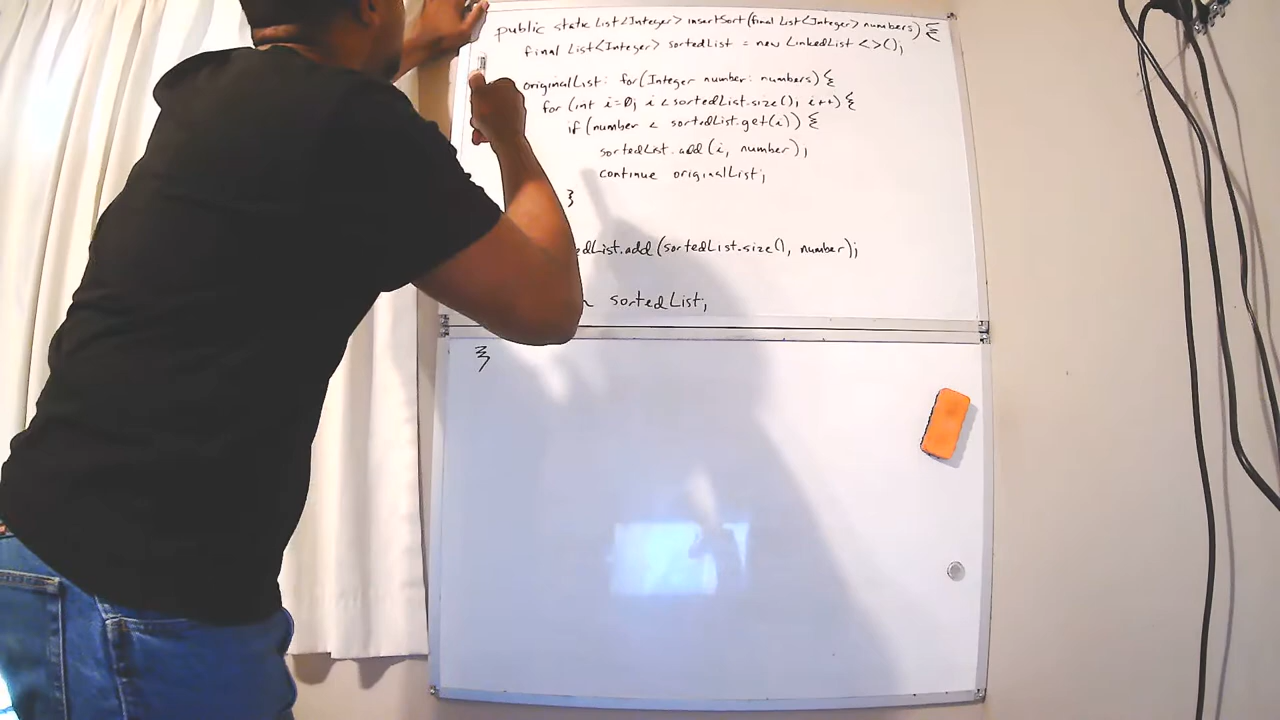 public static List<Integer> insertSort(final List<Integer> numbers) {
final List<Integer> sortedList = new LinkedList <>();
originalList: for(Integer number: numbers) {
for (int i=0; i < sortedList.size(); i++) {
if (number < sortedList.get(i)) {
sortedList.add(i, number);
continue originalList;
}
edList.add(sortedList.size(), number);
sortedList;
}